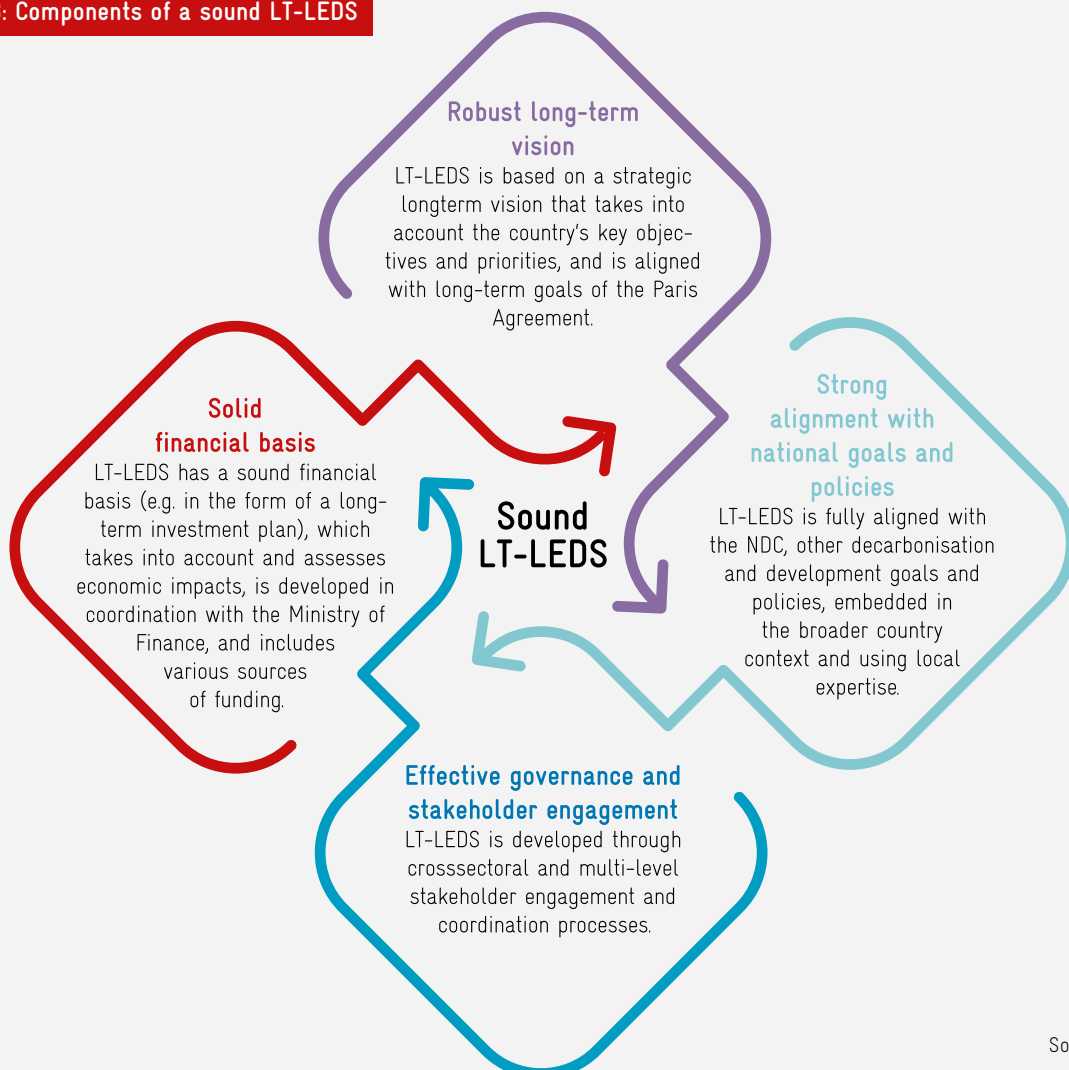 : Components of a sound LT-LEDS
Robust long-term
vision
LT-LEDS is based on a strategic
longterm vision that takes into
account the country's key objec-
tives and priorities, and is aligned
with long-term goals of the Paris
Agreement.
Solid
financial basis
LT-LEDS has a sound financial
basis (e.g. in the form of a long-
term investment plan), which
takes into account and assesses
economic impacts, is developed in
coordination with the Ministry of
Finance, and includes
various sources
of funding.
Sound
LT-LEDS
Strong
alignment with
national goals and
policies
LT-LEDS is fully aligned with
the NDC, other decarbonisation
and development goals and
policies, embedded in
the broader country
context and using local
expertise.
Effective governance and
stakeholder engagement
LT-LEDS is developed through
crosssectoral and multi-level
stakeholder engagement and
coordination processes.
So